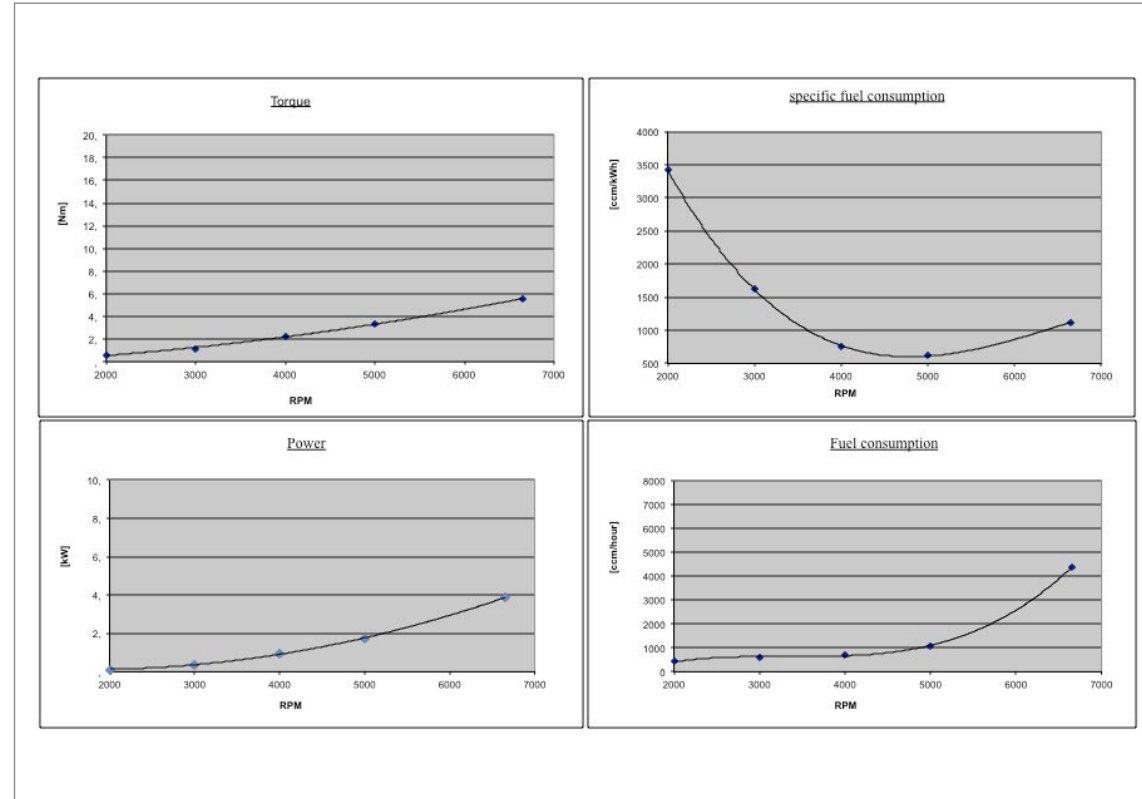 Torque
20,
18,
16,
14,
12,
10,
8,
6,
4,
2,
,
[Nm]
2000 3000 4000 5000 6000 7000
RPM
specific fuel consumption
4000
3500
3000
2500
2000
1500
1000
500
[ccm/kWh]
2000 3000 4000 5000 6000 7000
RPM
Power
10,
8,
6,
4,
2,
,
[kW]
2000 3000 4000 5000 6000 7000
RPM
Fuel consumption
8000
7000
6000
5000
4000
3000
2000
1000
0
[ccm/hour]
2000 3000 4000 5000 6000 7000
RPM